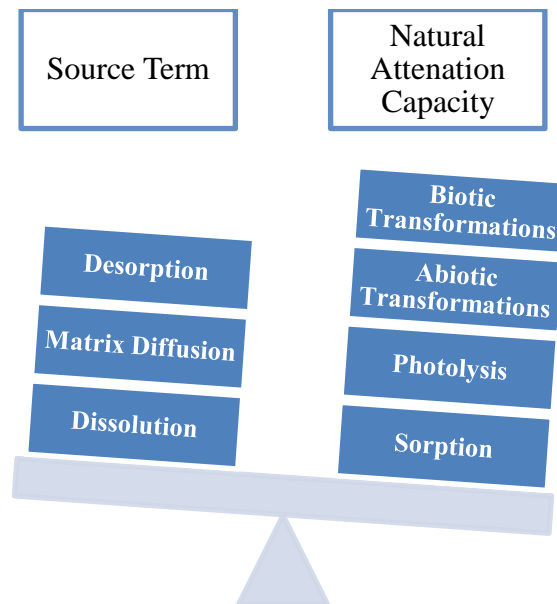 Source Term
Natural
Attenation
Capacity
Desorption
Matrix Diffusion
Dissolution
Biotic
Transformations
Abiotic
Transformations
Photolysis
Sorption